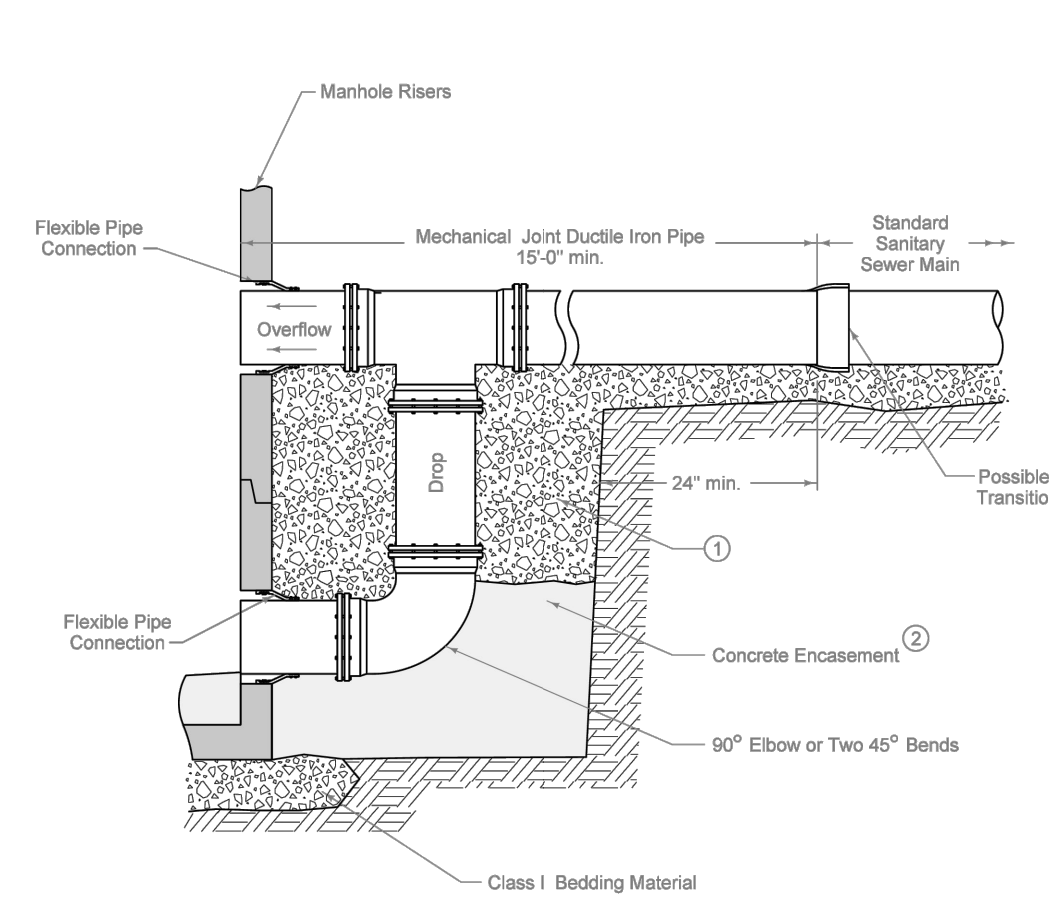 Manhole Risers
Flexible Pipe
Connection
Mechanical Joint Ductile Iron Pipe
15'-0" min.
Standard
Sanitary
Sewer Main
Overflow
Drop
24" min.
Possible
Transitio
1
Flexible Pipe
Connection
Concrete Encasement 2
90° Elbow or Two 45° Bends
Class I Bedding Material